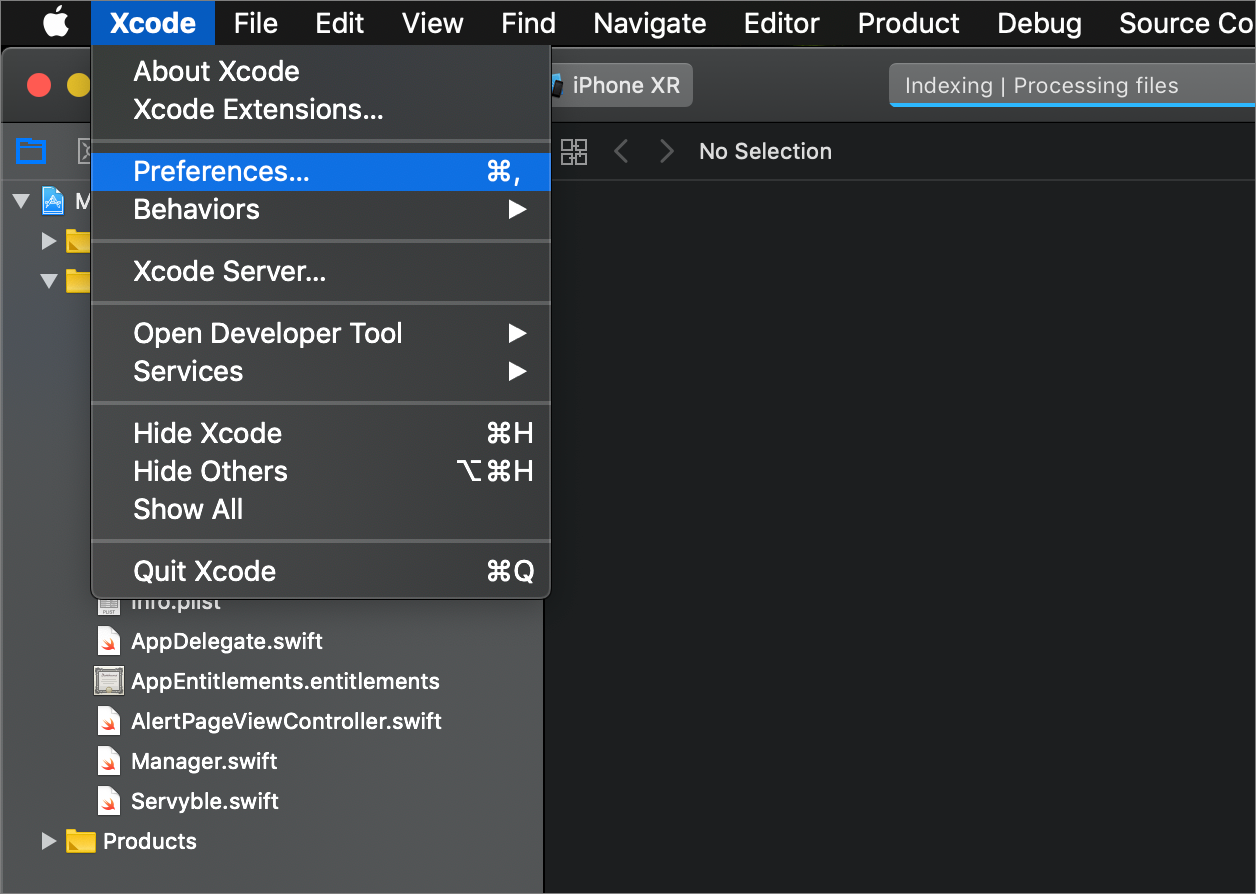 Xcode File Edit View Find Navigate Editor Product Debug Source Co
About Xcode
Xcode Extensions...
Preferences... ⌘,
Behaviors ▶
Xcode Server...
Open Developer Tool ▶
Services ▶
Hide Xcode ⌘H
Hide Others ⌥⌘H
Show All
Quit Xcode ⌘Q
iPhone XR
Indexing | Processing files
No Selection
M
Info.plist
AppDelegate.swift
AppEntitlements.entitlements
AlertPageViewController.swift
Manager.swift
Servyble.swift
Products